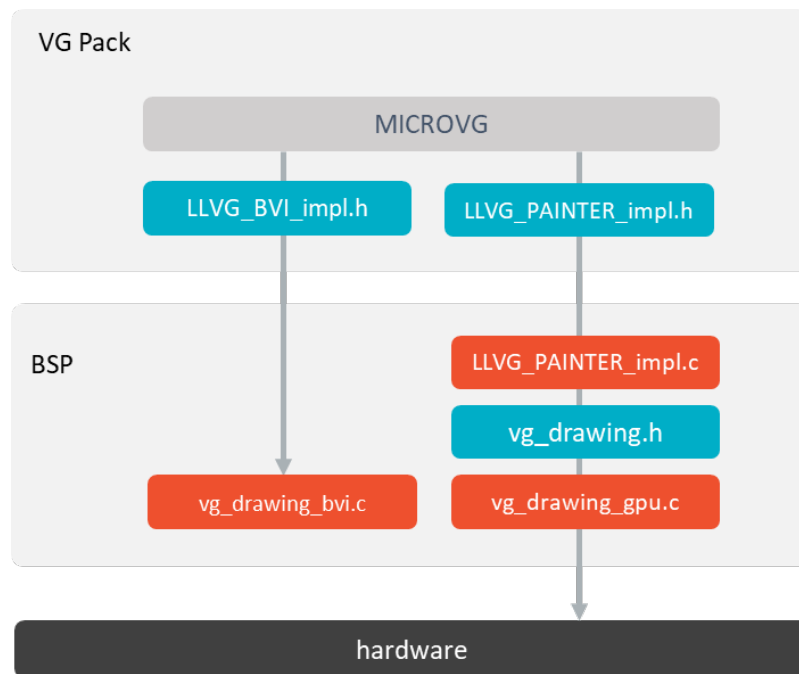 VG Pack
MICROVG
LLVG_BVI_impl.h
LLVG_PAINTER_impl.h
BSP
LLVG_PAINTER_impl.c
vg_drawing.h
vg_drawing_bvi.c
vg_drawing_gpu.c
hardware